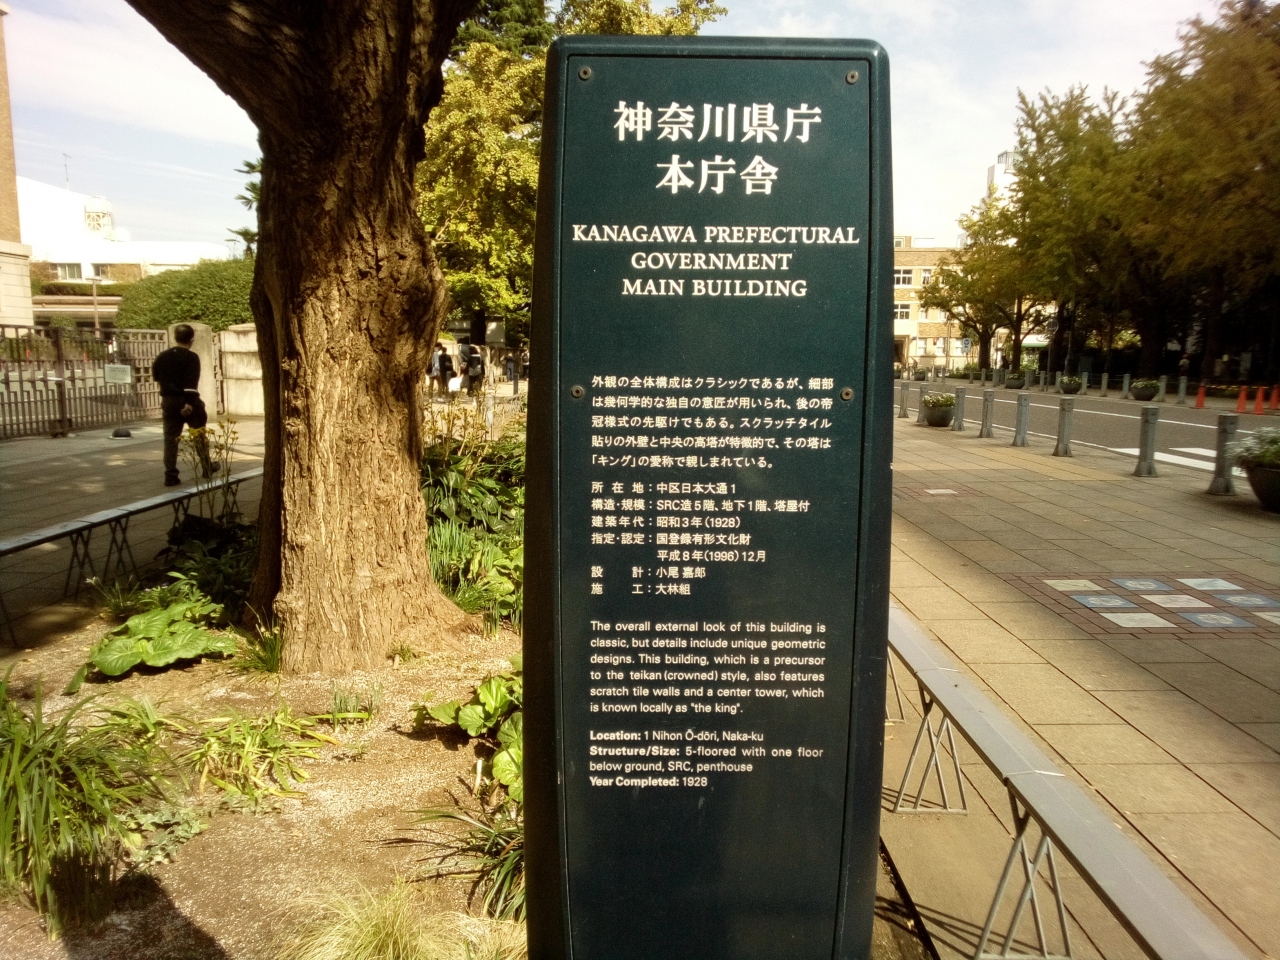 神奈川県庁
本庁舎
KANAGAWA PREFECTURAL
GOVERNMENT
MAIN BUILDING
外観の全体構成はクラシックであるが、細部
は幾何学的な独自の意匠が用いられ、後の帝
冠様式の先駆けでもある。スクラッチタイル
貼りの外壁と中央の高塔が特徴的で、その塔は
「キング」の愛称で親しまれている。
所在地：中区日本大通1
構造・規模：SRC造5階、地下1階、塔屋付
建築年代：昭和3年(1928)
指定・認定：国登録有形文化財
平成8年(1996)12月
設計：小尾 嘉郎
施工：大林組
The overall external look of this building is
classic, but details include unique geometric
designs. This building, which is a precursor
to the teikan (crowned) style, also features
scratch tile walls and a center tower, which
is known locally as "the king".
Location: 1 Nihon Ō-dōri, Naka-ku
Structure/Size: 5-floored with one floor
below ground, SRC, penthouse
Year Completed: 1928